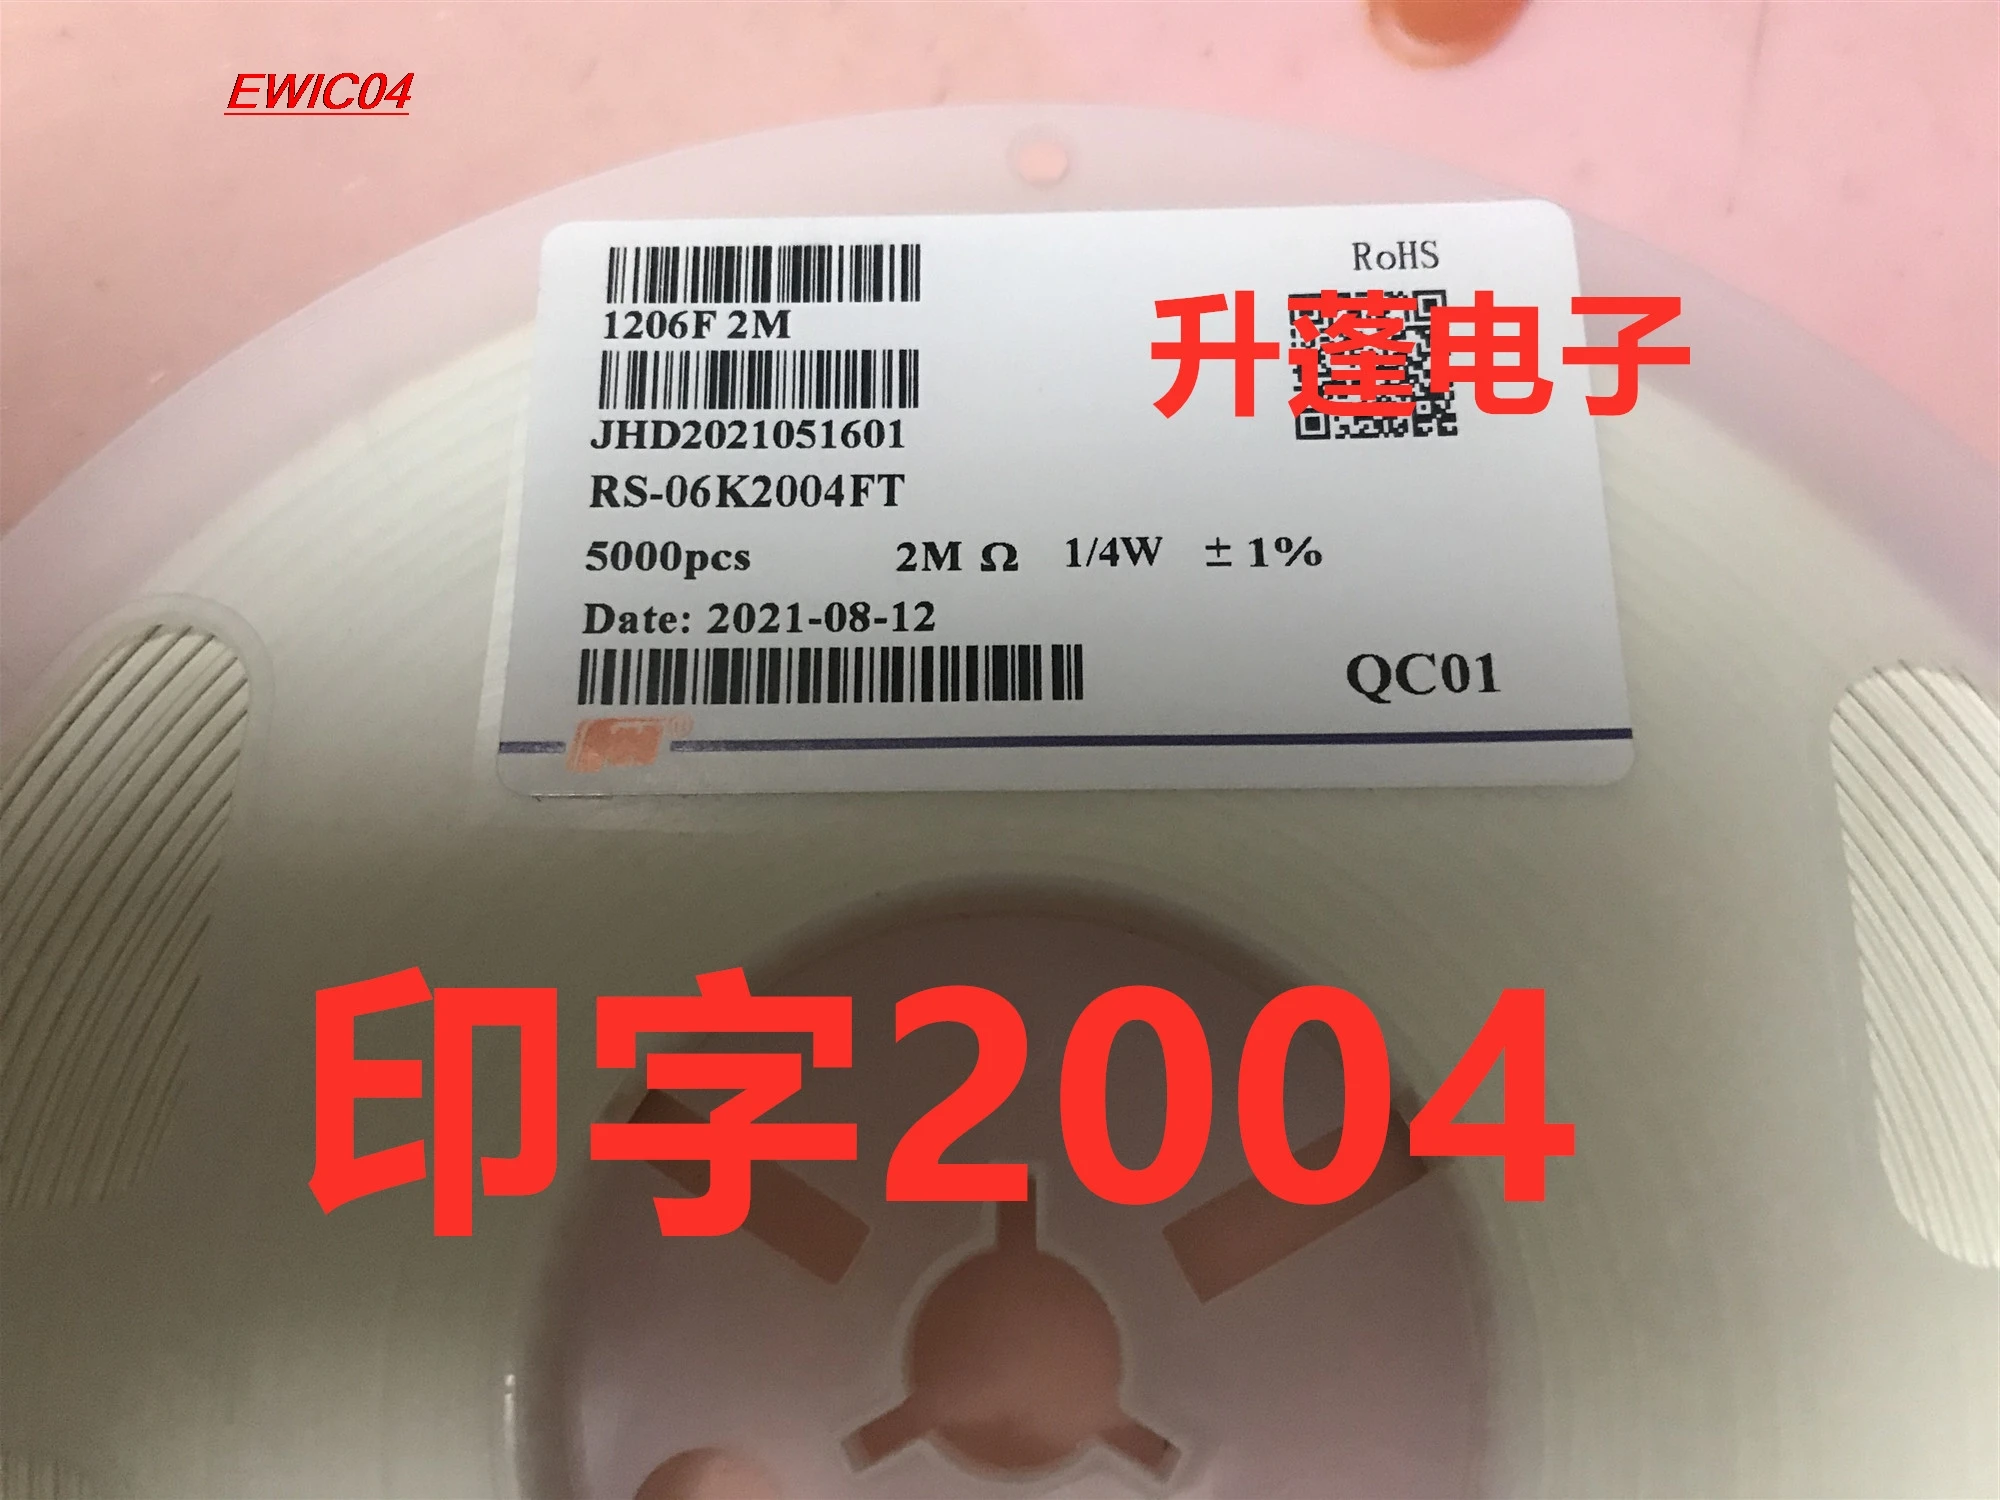 EWIC04
RoHS
1206F 2M
升蓬电子
JHD2021051601
RS-06K2004FT
5000pcs 2M Ω 1/4W ± 1%
Date: 2021-08-12
QC01
®
印字2004